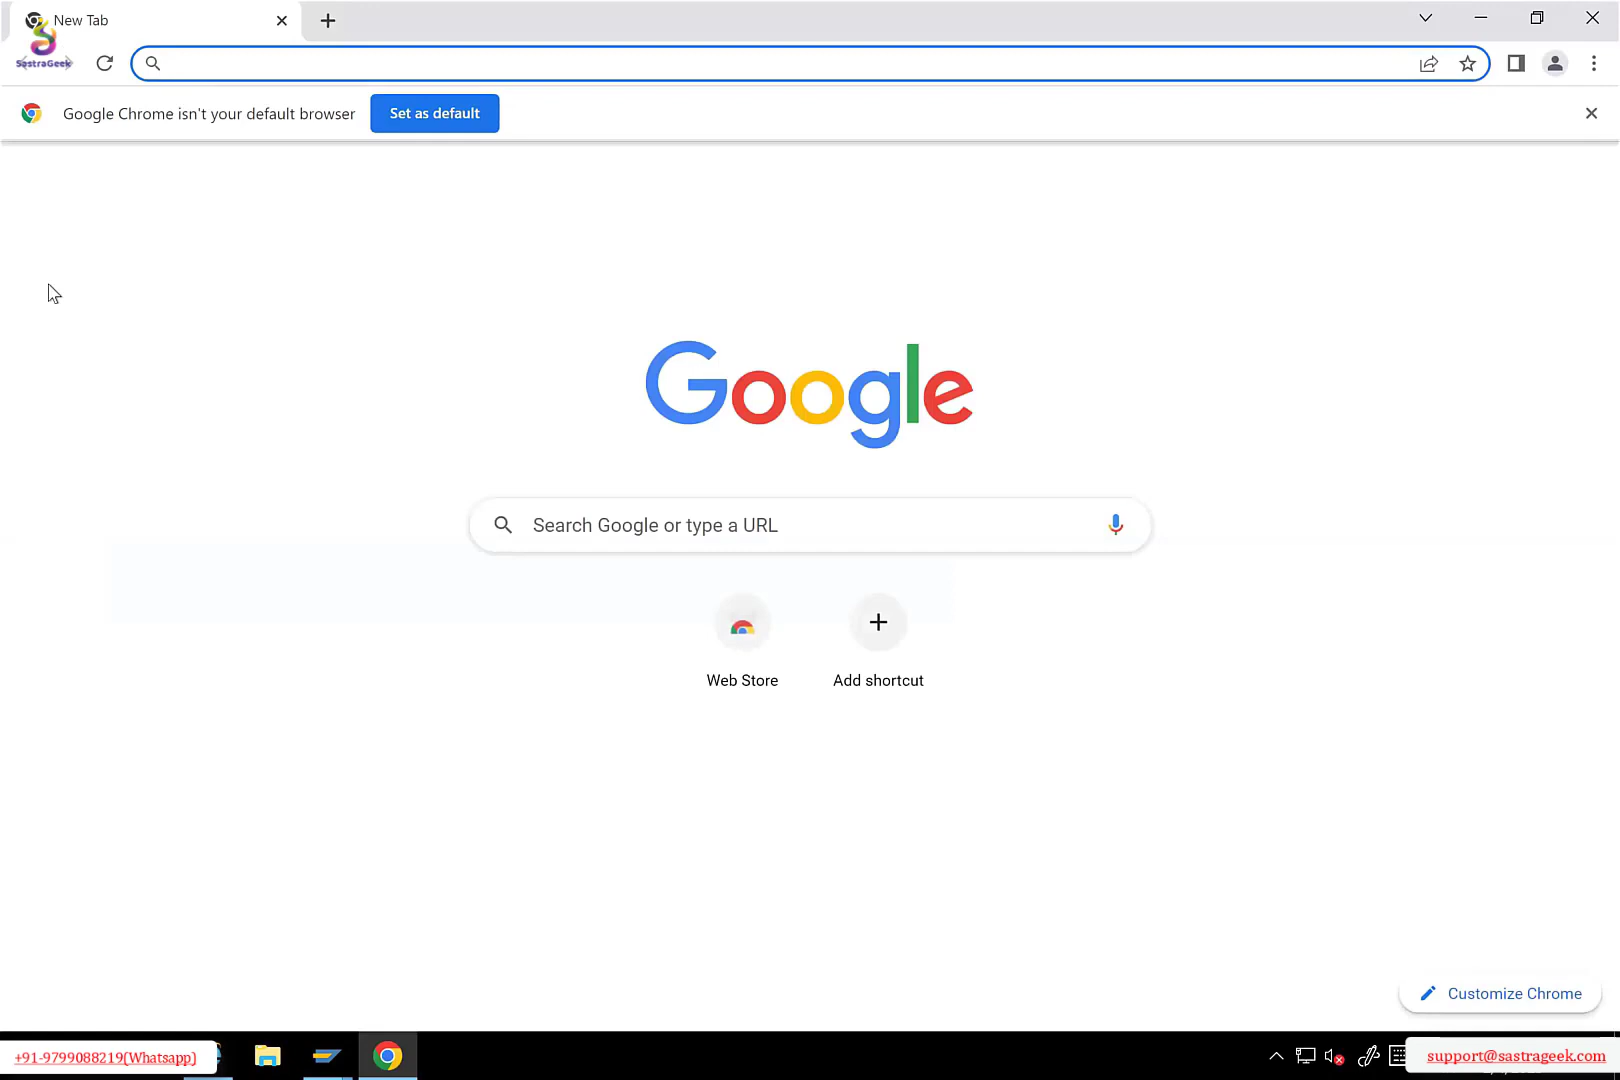 New Tab
SastraGeek
Google Chrome isn't your default browser
Set as default
Google
Search Google or type a URL
Web Store
Add shortcut
Customize Chrome
+91-9799088219(Whatsapp)
support@sastrageek.com